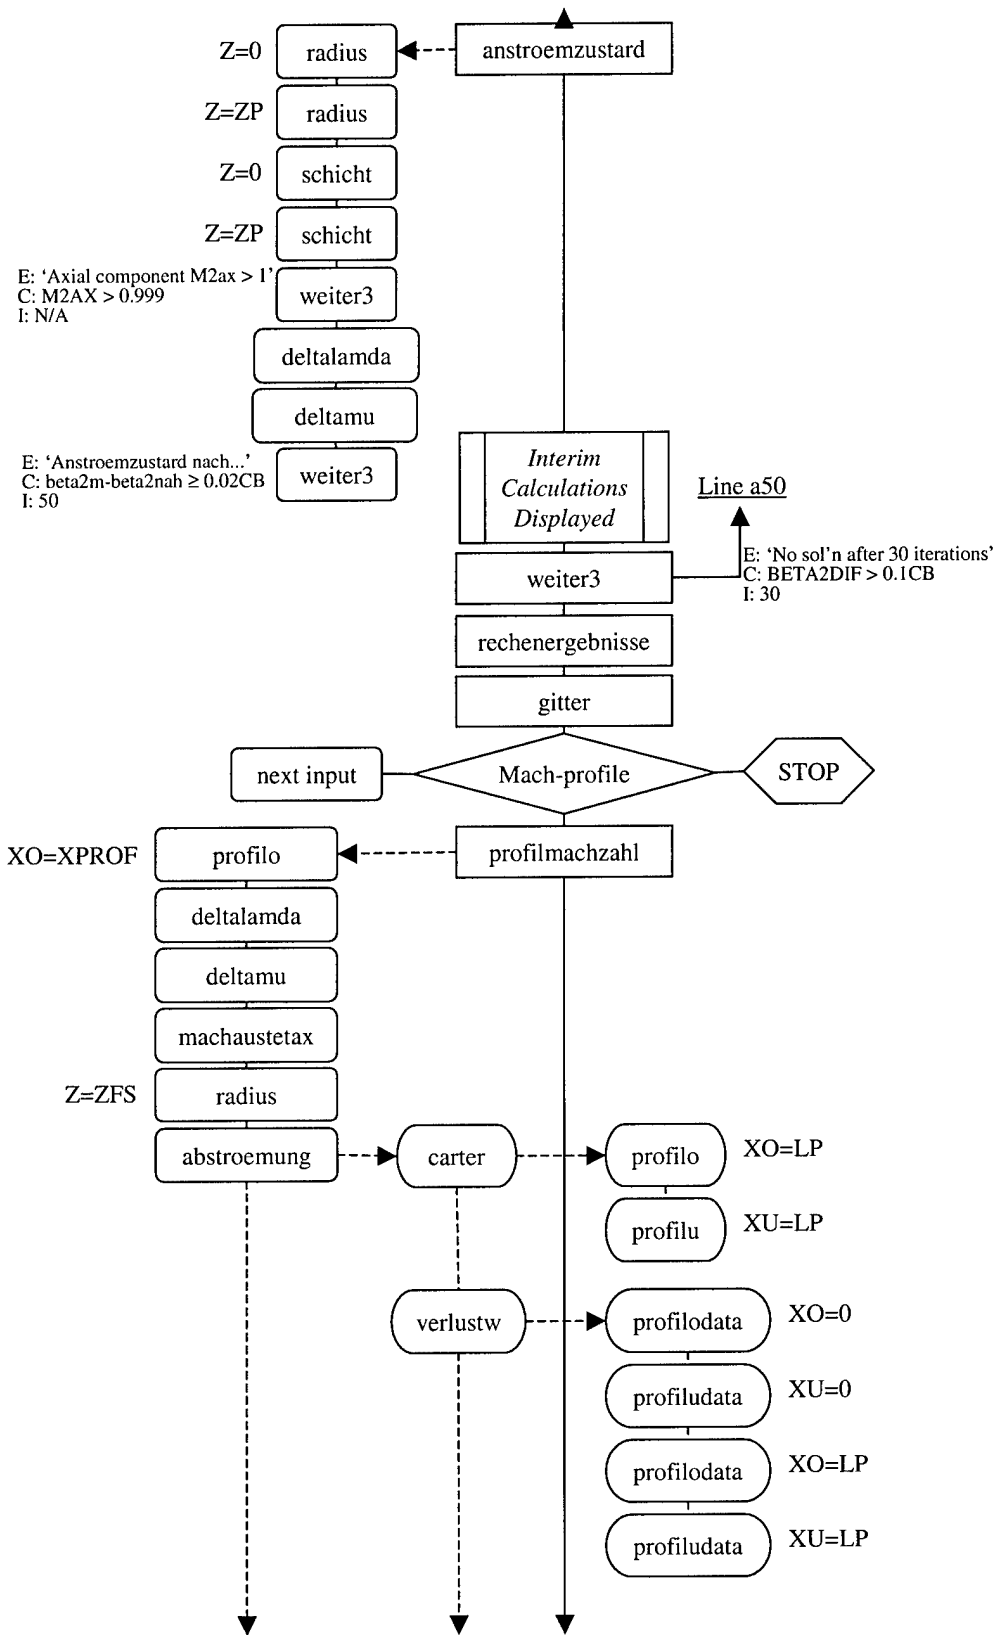 Z=0 radius anstroemzustard
Z=ZP radius
Z=0 schicht
Z=ZP schicht
E: ‘Axial component M2ax > 1’
C: M2AX > 0.999
I: N/A
weiter3
deltalamda
deltamu
E: ‘Anstroemzustard nach...’
C: beta2m-beta2nah ≥ 0.02CB
I: 50
weiter3
Interim
Calculations
Displayed
Line a50
weiter3
E: ‘No sol’n after 30 iterations’
C: BETA2DIF > 0.1CB
I: 30
rechenergebnisse
gitter
next input Mach-profile STOP
XO=XPROF profilo profilmachzahl
deltalamda
deltamu
machaustetax
Z=ZFS radius
abstroemung carter profilo XO=LP
profilu XU=LP
verlustw profilodata XO=0
profiludata XU=0
profilodata XO=LP
profiludata XU=LP